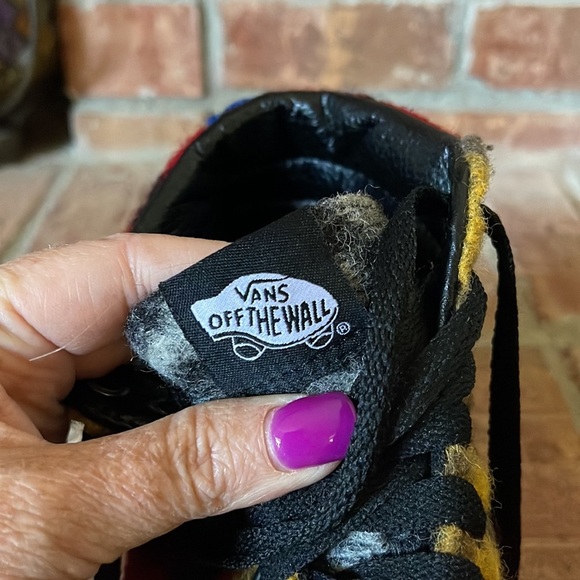 VANS
OFF THE WALL
®